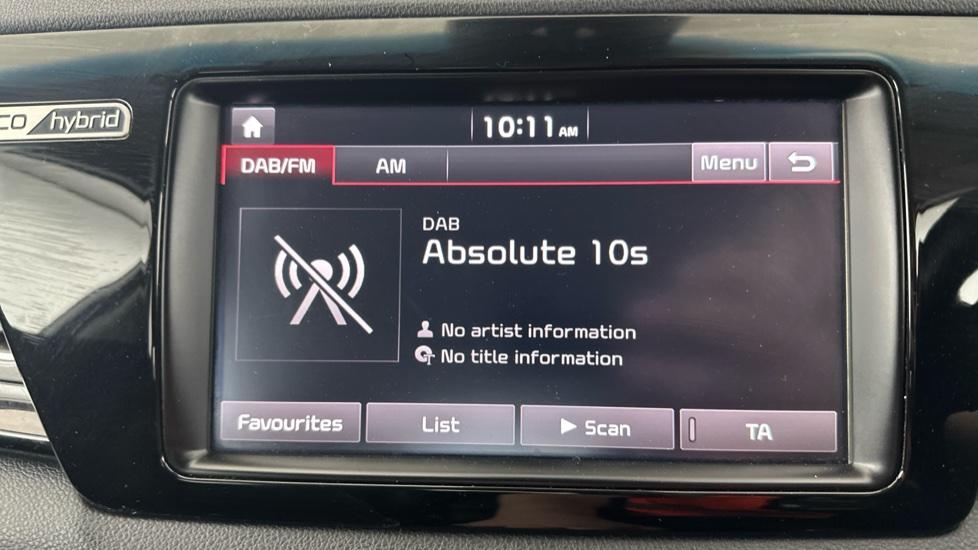 hybrid
10:11 AM
DAB/FM AM Menu
DAB
Absolute 10s
No artist information
No title information
Favourites List Scan TA